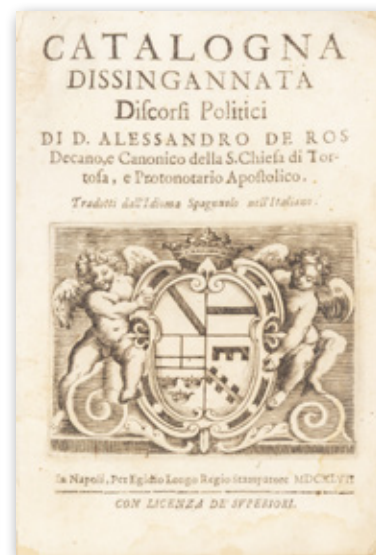 CATALOGNA
DISSINGANNATA
Discorsi Politici
DI D. ALESSANDRO DE ROS
Decano, e Canonico della S. Chiesa di Tor-
tosa, e Protonotario Apostolico.
Tradotti dall'Idioma Spagnuolo nell'Italiano.
In Napoli, Per Egidio Longo Regio Stampatore MDCXLVII
CON LICENZA DE' SVPERIORI.